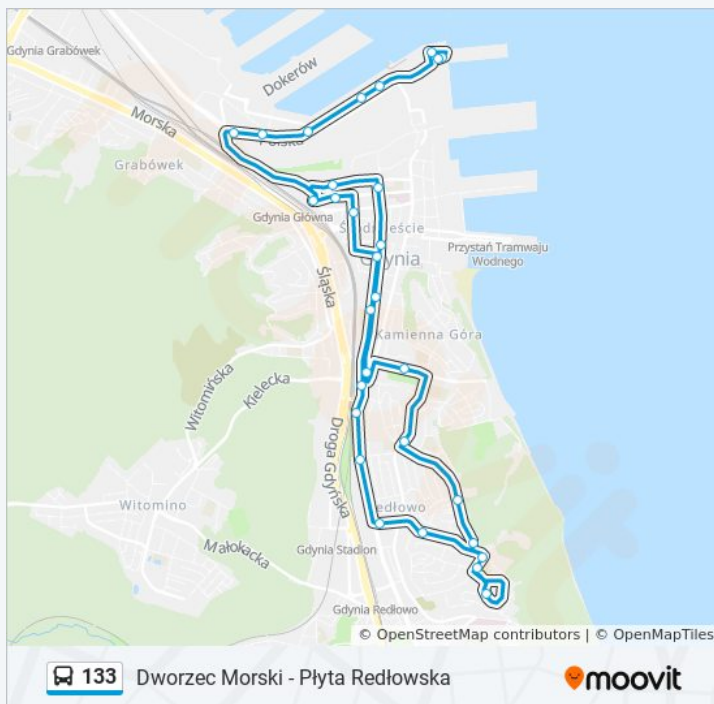 Gdynia Grabówek
Dokerów
Morska
Polska
Grabówek
Gdynia Główna
Śródmieście
Gdynia
Przystań Tramwaju
Wodnego
Śląska
Kamienna Góra
Witomińska
Kielecka
Droga Gdyńska
Witomino
Redłowo
Małokacka
Gdynia Stadion
Gdynia Redłowo
© OpenStreetMap contributors | © OpenMapTiles
133 Dworzec Morski - Płyta Redłowska moovit